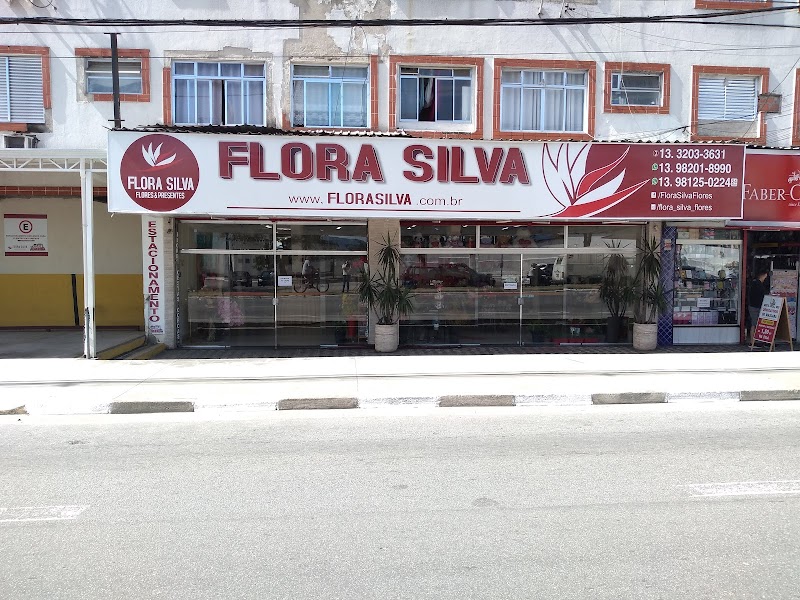 FLORA SILVA
FLORES & PRESENTES
FLORA SILVA
www. FLORASILVA .com.br
13. 3203-3631
13. 98201-8990
13. 98125-0224
/FloraSilvaFlores
/flora_silva_flores
FABER-C
E
ESTACIONAMENTO